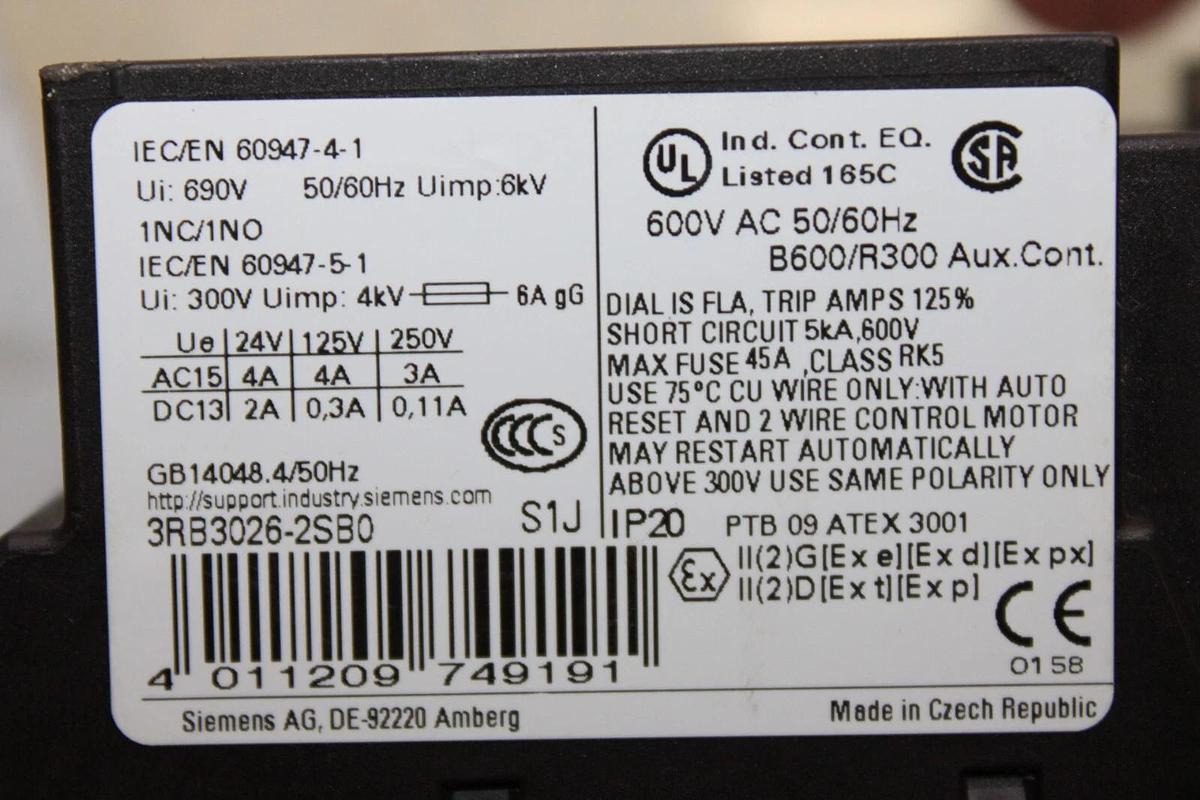 IEC/EN 60947-4-1
Ui: 690V 50/60Hz Uimp:6kV
1NC/1NO
IEC/EN 60947-5-1
Ui: 300V Uimp: 4kV 6A gG
Ue 24V 125V 250V
AC15 4A 4A 3A
DC13 2A 0,3A 0,11A
CCC S
GB14048.4/50Hz
http://support.industry.siemens.com
3RB3026-2SB0 S1J
4 011209 749191
UL Ind. Cont. EQ.
Listed 165C
SA
600V AC 50/60Hz
B600/R300 Aux.Cont.
DIAL IS FLA, TRIP AMPS 125%
SHORT CIRCUIT 5kA,600V
MAX FUSE 45A ,CLASS RK5
USE 75°C CU WIRE ONLY:WITH AUTO
RESET AND 2 WIRE CONTROL MOTOR
MAY RESTART AUTOMATICALLY
ABOVE 300V USE SAME POLARITY ONLY
IP20 PTB 09 ATEX 3001
Ex II(2)G[Ex e][Ex d][Ex px]
II(2)D[Ex t][Ex p]
CE
0158
Siemens AG, DE-92220 Amberg
Made in Czech Republic